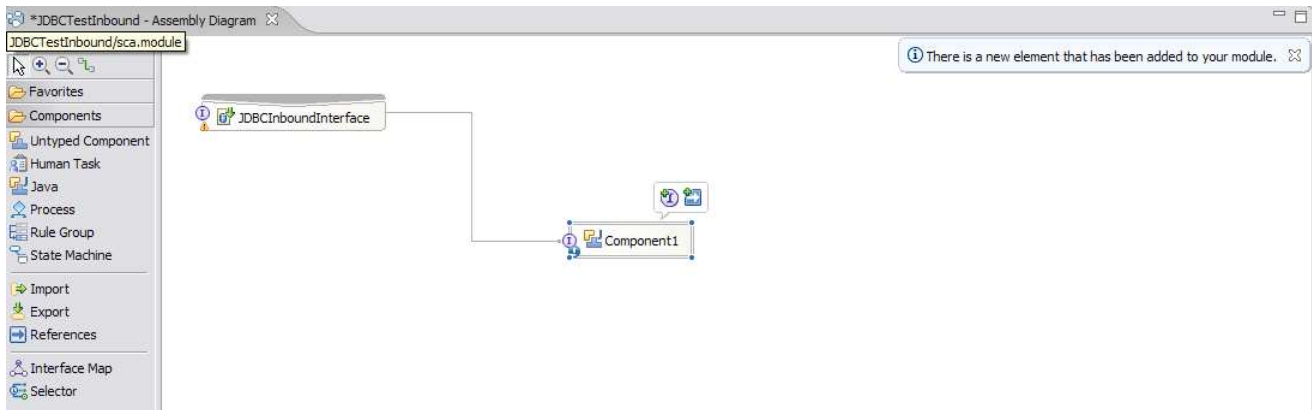 *JDBCTestInbound - Assembly Diagram
JDBCTestInbound/sca.module
There is a new element that has been added to your module.
Favorites
Components
Untyped Component
Human Task
Java
Process
Rule Group
State Machine
Import
Export
References
Interface Map
Selector
JDBCInboundInterface
Component1